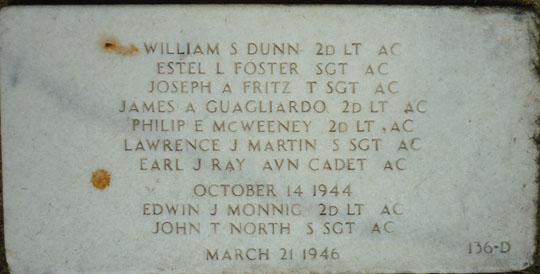 WILLIAM S DUNN 2D LT AC
ESTEL L FOSTER SGT AC
JOSEPH A FRITZ T SGT AC
JAMES A GUAGLIARDO 2D LT AC
PHILIP E MCWEENEY 2D LT AC
LAWRENCE J MARTIN S SGT AC
EARL J RAY AVN CADET AC
OCTOBER 14 1944
EDWIN J MONNIG 2D LT AC
JOHN T NORTH S SGT AC
MARCH 21 1946
136-D